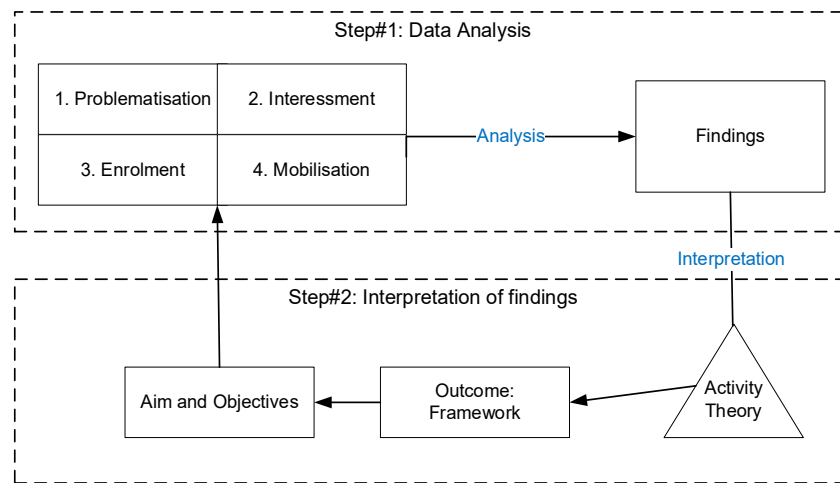 Step#1: Data Analysis
1. Problematisation
2. Interessment
3. Enrolment
4. Mobilisation
Analysis
Findings
Interpretation
Step#2: Interpretation of findings
Aim and Objectives
Outcome:
Framework
Activity
Theory